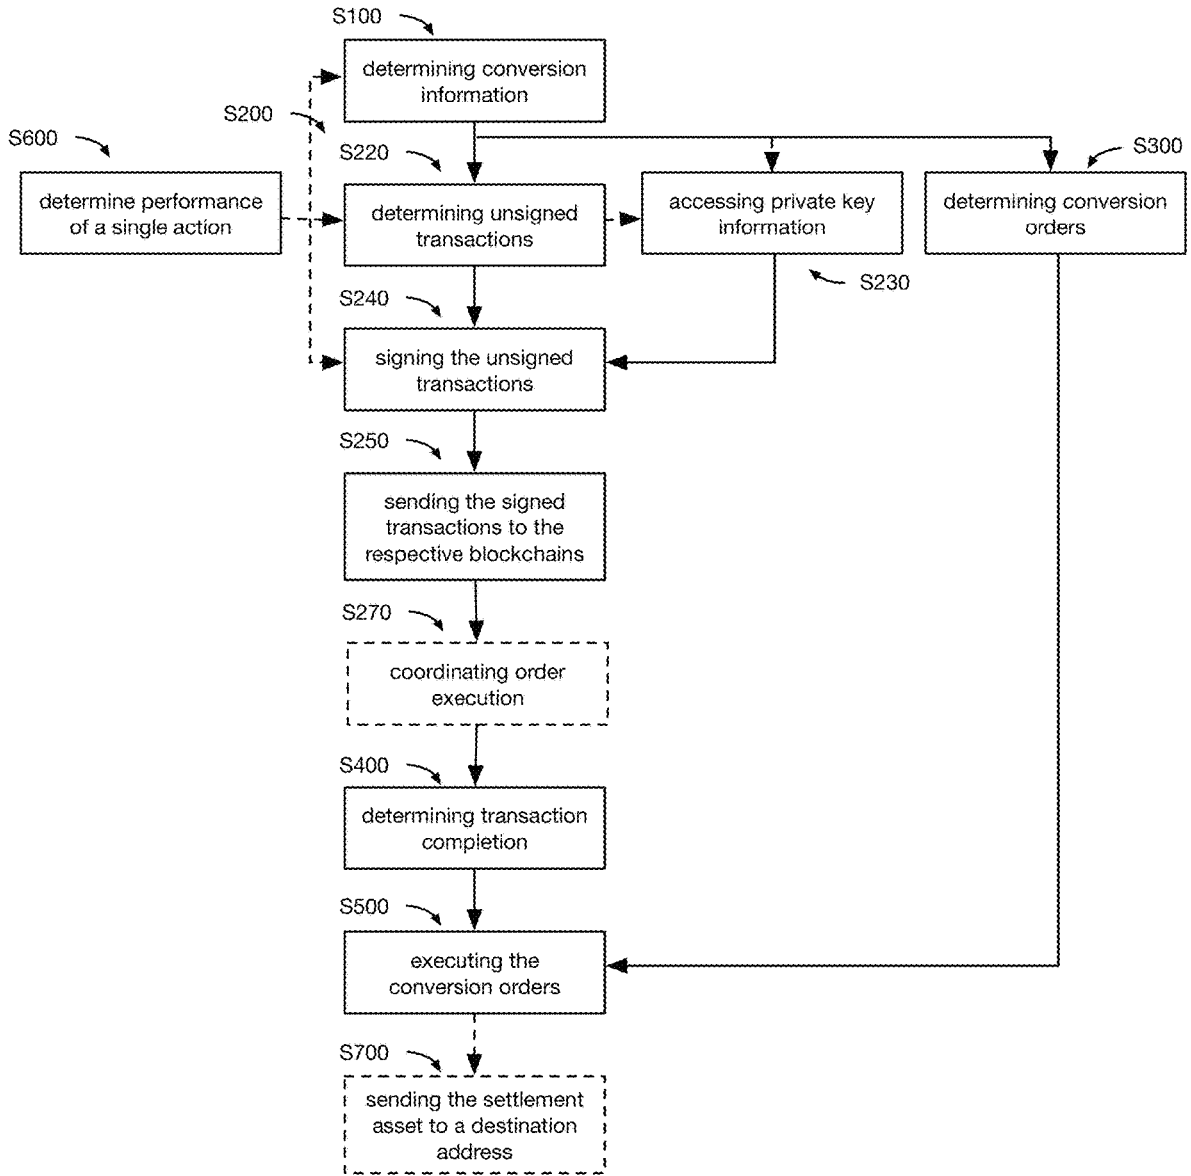 S100
determining conversion
information
S200
S600
determine performance
of a single action
S220
determining unsigned
transactions
accessing private key
information
S230
S300
determining conversion
orders
S240
signing the unsigned
transactions
S250
sending the signed
transactions to the
respective blockchains
S270
coordinating order
execution
S400
determining transaction
completion
S500
executing the
conversion orders
S700
sending the settlement
asset to a destination
address